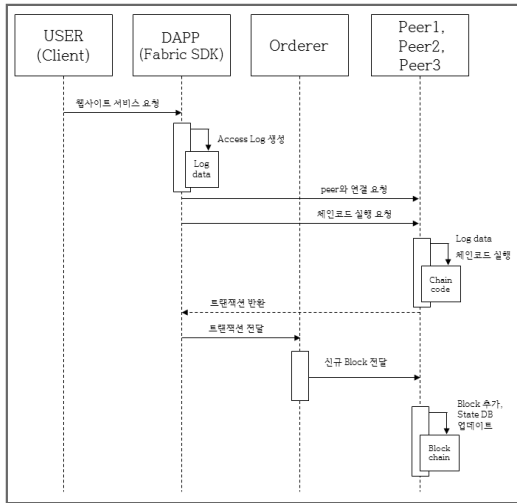 USER
(Client)
DAPP
(Fabric SDK)
Orderer
Peer1,
Peer2,
Peer3
웹사이트 서비스 요청
Access Log 생성
Log
data
peer와 연결 요청
체인코드 실행 요청
Log data
체인코드 실행
Chain
code
트랜잭션 반환
트랜잭션 전달
신규 Block 전달
Block 추가,
State DB
업데이트
Block
chain